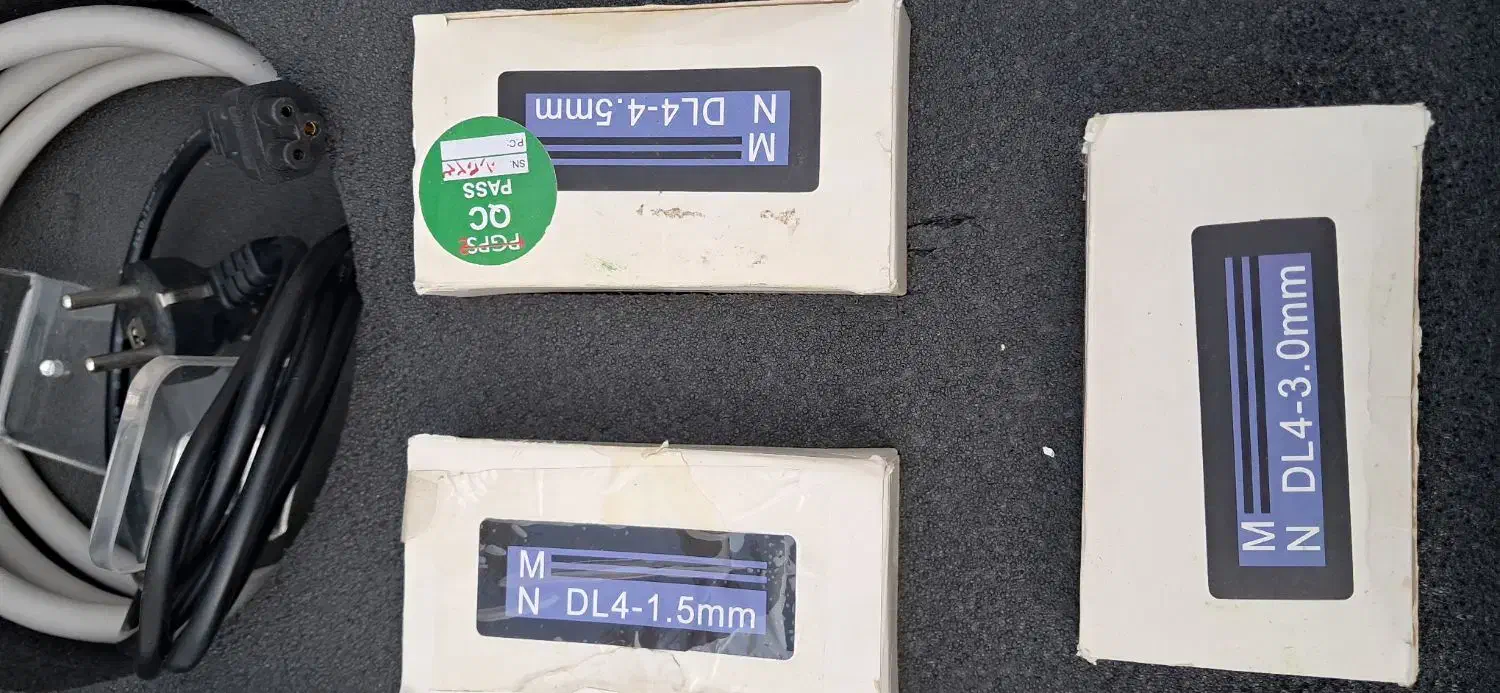 M
N DL4-4.5mm
PGPS
QC
PASS
SN:
PC:
M
N DL4-1.5mm
M
N DL4-3.0mm